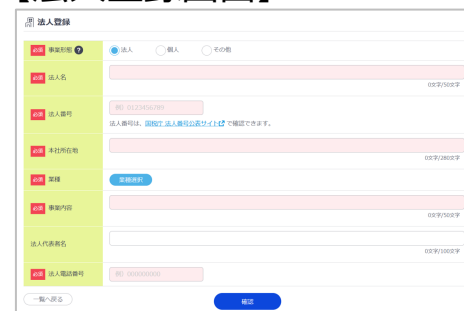 【法人登録画面】
法人登録
必須 事業形態 ? 法人 個人 その他
必須 法人名
0文字/50文字
必須 法人番号 例）0123456789
法人番号は、国税庁 法人番号公表サイト で確認できます。
必須 本社所在地
0文字/280文字
必須 業種 業種選択
必須 事業内容
0文字/50文字
法人代表者名
0文字/100文字
必須 法人電話番号 例）0000000000
一覧へ戻る 確認